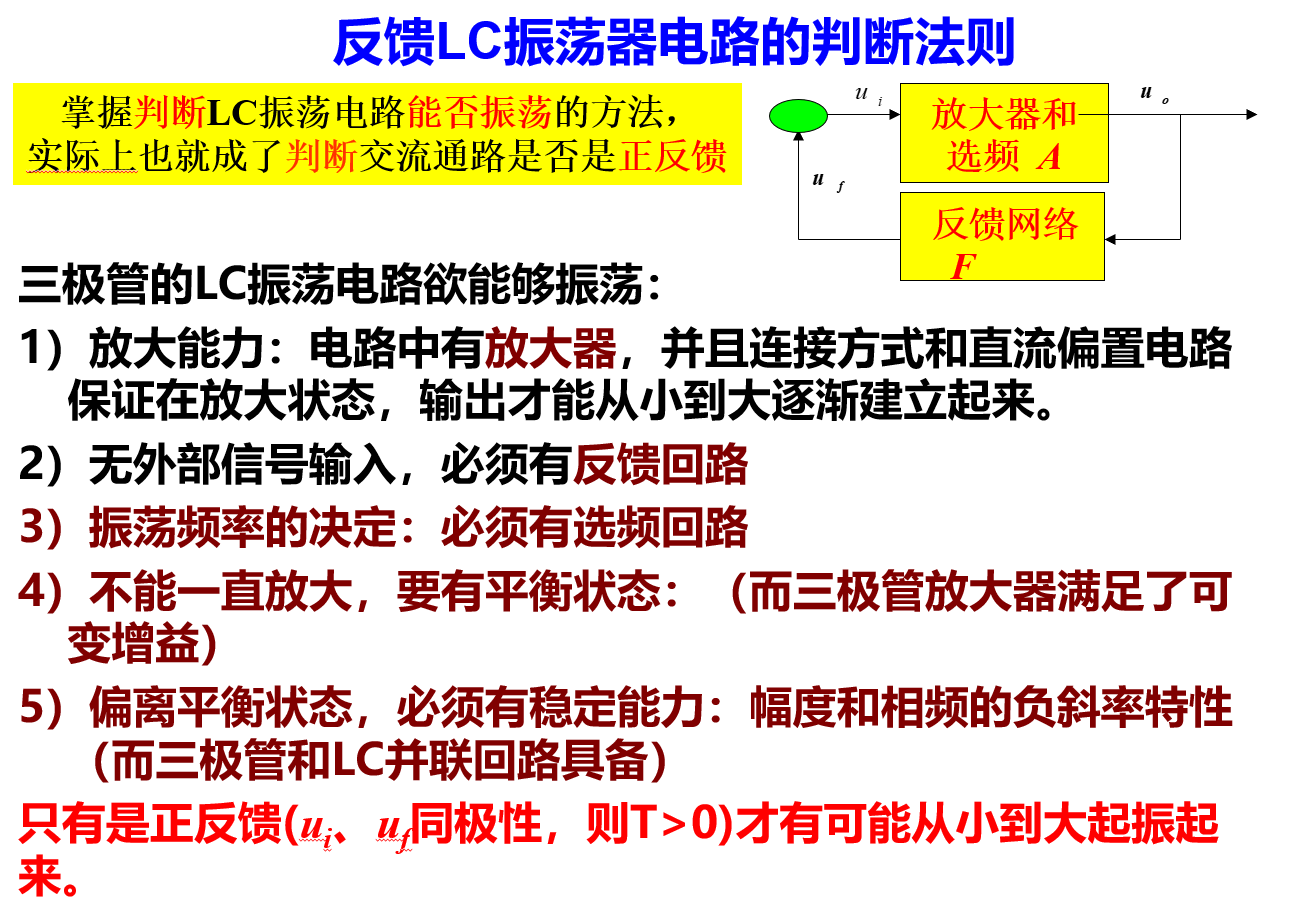 反馈LC振荡器电路的判断法则
掌握判断LC振荡电路能否振荡的方法，
实际上也就成了判断交流通路是否是正反馈
u i
放大器和
选频 A
u o
u f
反馈网络
F
三极管的LC振荡电路欲能够振荡：
1）放大能力：电路中有放大器，并且连接方式和直流偏置电路
保证在放大状态，输出才能从小到大逐渐建立起来。
2）无外部信号输入，必须有反馈回路
3）振荡频率的决定：必须有选频回路
4）不能一直放大，要有平衡状态：（而三极管放大器满足了可
变增益）
5）偏离平衡状态，必须有稳定能力：幅度和相频的负斜率特性
（而三极管和LC并联回路具备）
只有是正反馈(ui、uf同极性，则T>0)才有可能从小到大起振起
来。